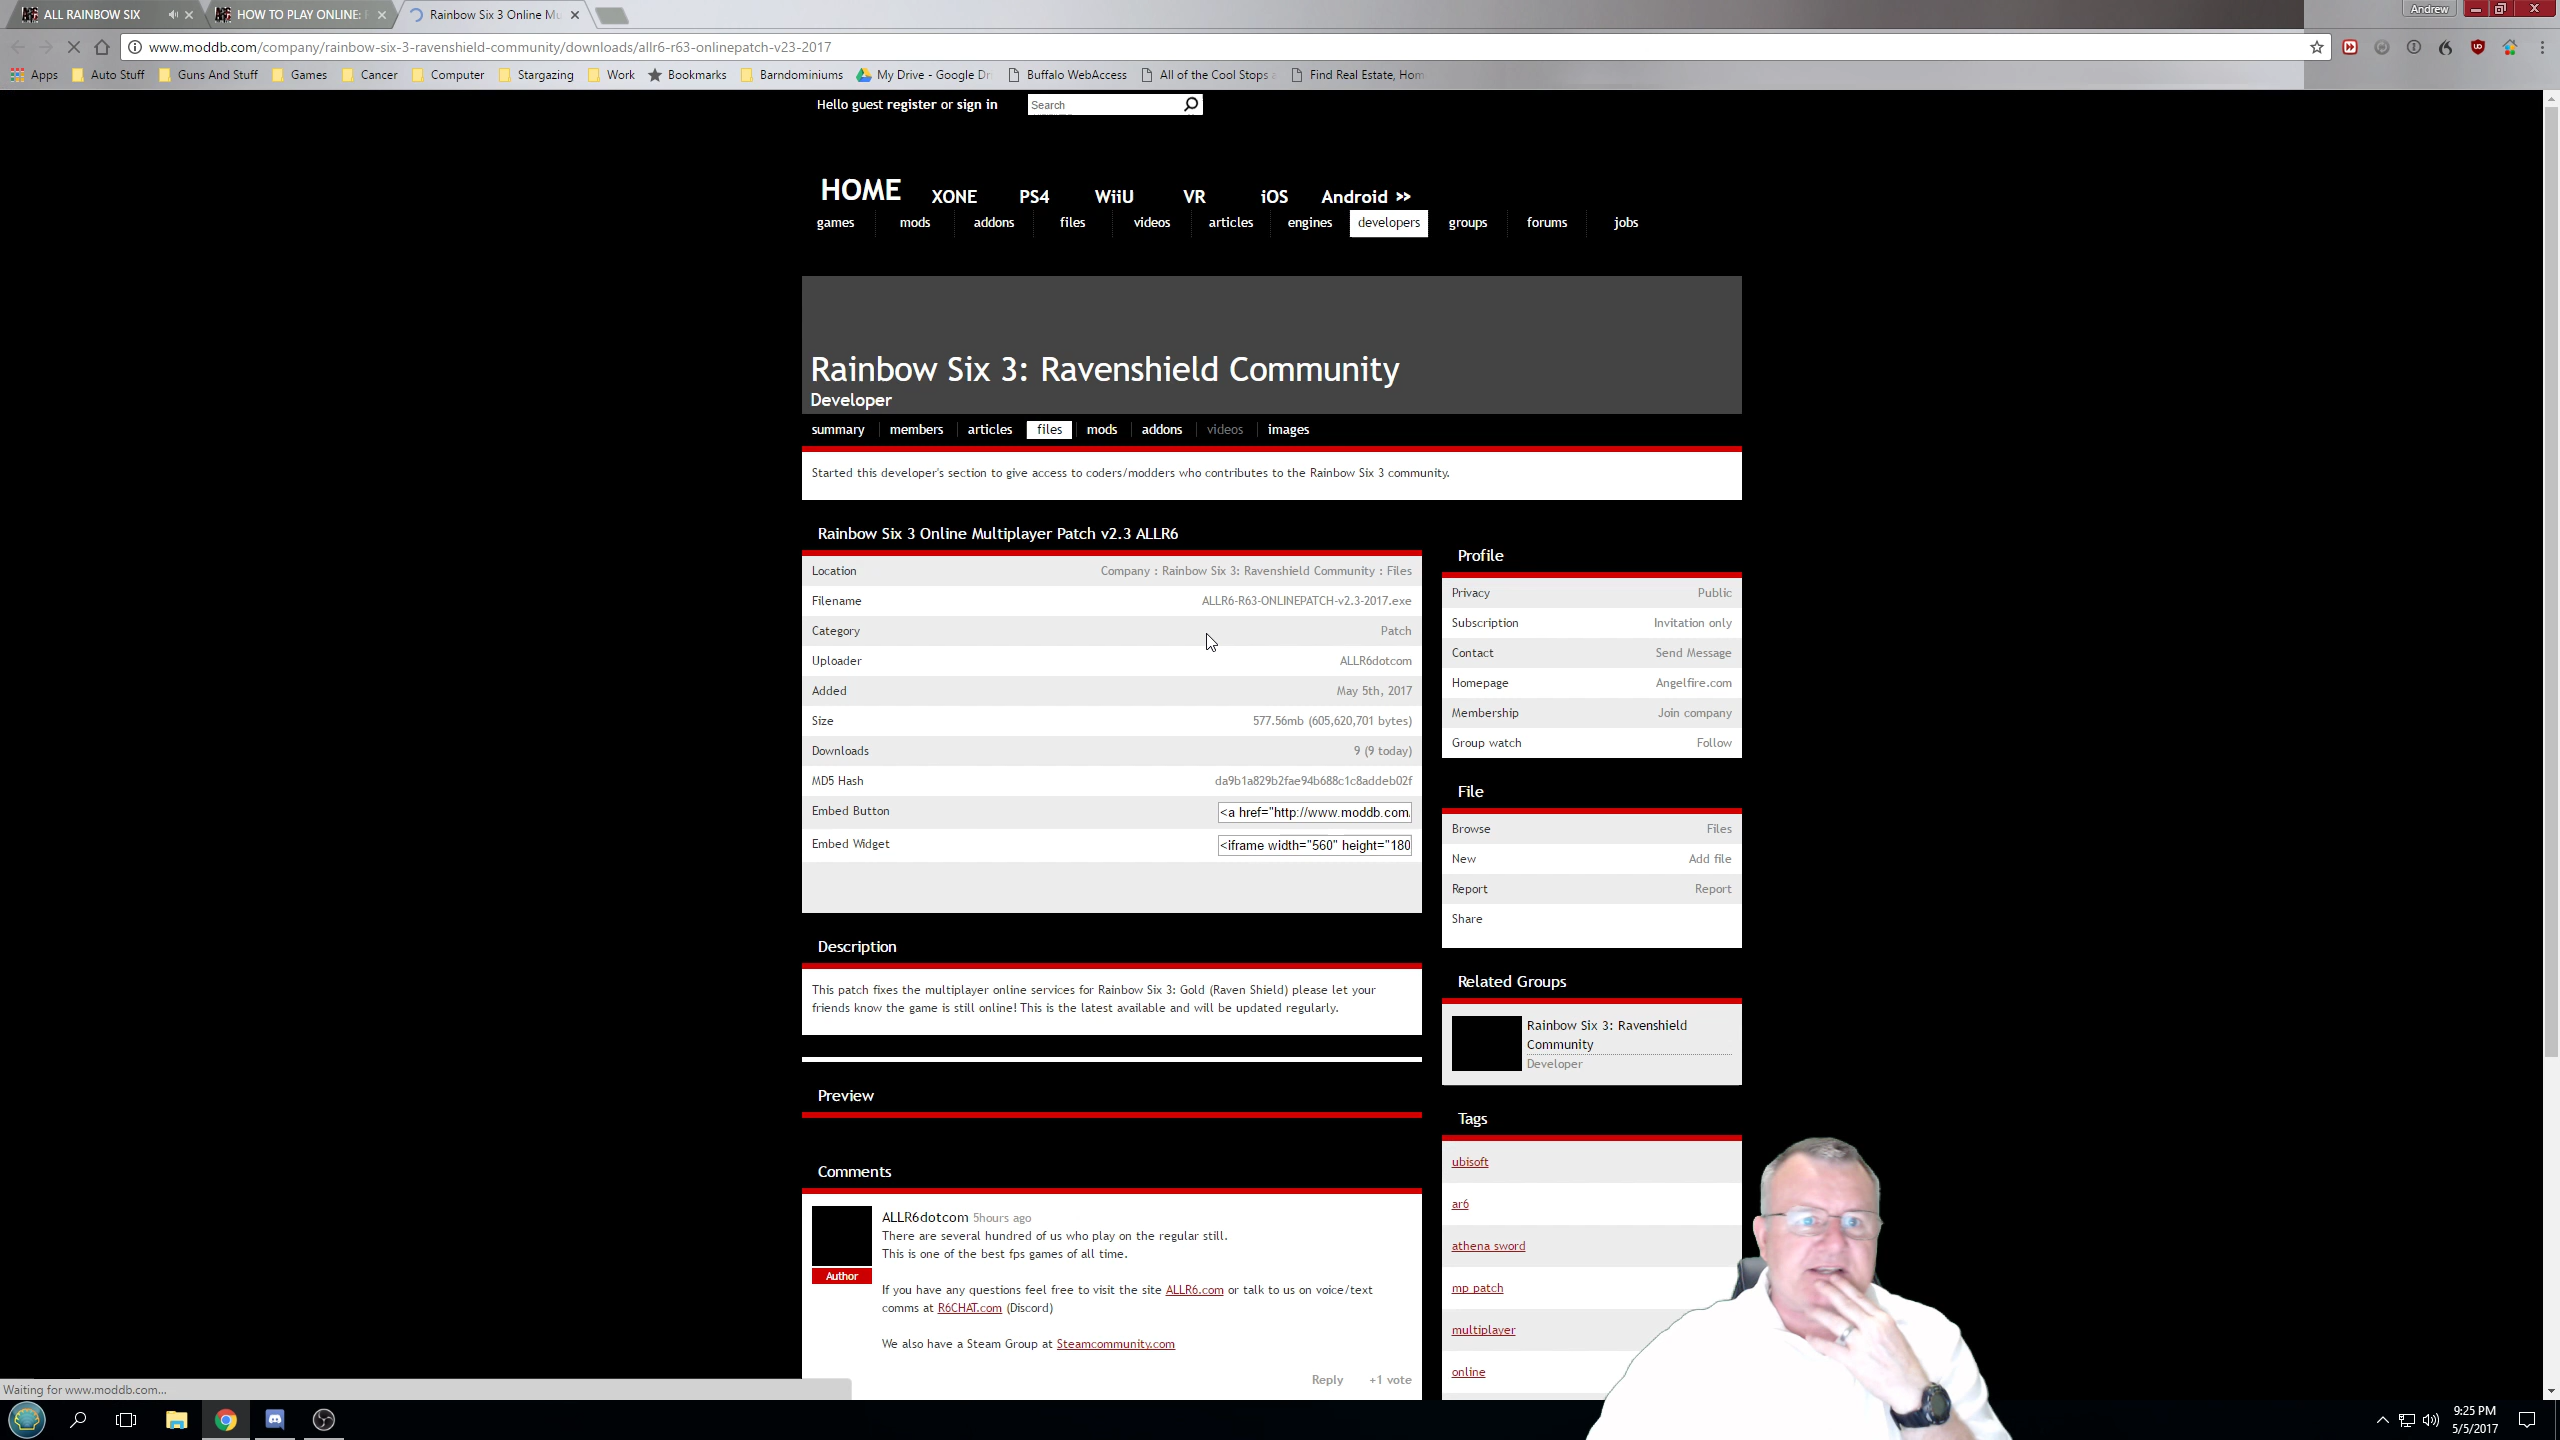 ALL RAINBOW SIX
HOW TO PLAY ONLINE:
Rainbow Six 3 Online Mu
Andrew
www.moddb.com/company/rainbow-six-3-ravenshield-community/downloads/allr6-r63-onlinepatch-v23-2017
Apps Auto Stuff Guns And Stuff Games Cancer Computer Stargazing Work Bookmarks Barndominiums My Drive - Google Dr Buffalo WebAccess All of the Cool Stops Find Real Estate, Hom
Hello guest register or sign in
Search
HOME XONE PS4 WiiU VR iOS Android »
games mods addons files videos articles engines developers groups forums jobs
Rainbow Six 3: Ravenshield Community
Developer
summary members articles files mods addons videos images
Started this developer's section to give access to coders/modders who contributes to the Rainbow Six 3 community.
Rainbow Six 3 Online Multiplayer Patch v2.3 ALLR6
Location Company : Rainbow Six 3: Ravenshield Community : Files
Filename ALLR6-R63-ONLINEPATCH-v2.3-2017.exe
Category Patch
Uploader ALLR6dotcom
Added May 5th, 2017
Size 577.56mb (605,620,701 bytes)
Downloads 9 (9 today)
MD5 Hash da9b1a829b2fae94b688c1c8addeb02f
Embed Button <a href="http://www.moddb.com/
Embed Widget <iframe width="560" height="180
Description
This patch fixes the multiplayer online services for Rainbow Six 3: Gold (Raven Shield) please let your
friends know the game is still online! This is the latest available and will be updated regularly.
Preview
Comments
ALLR6dotcom 5hours ago
Author
There are several hundred of us who play on the regular still.
This is one of the best fps games of all time.
If you have any questions feel free to visit the site ALLR6.com or talk to us on voice/text
comms at R6CHAT.com (Discord)
We also have a Steam Group at Steamcommunity.com
Reply +1 vote
Profile
Privacy Public
Subscription Invitation only
Contact Send Message
Homepage Angelfire.com
Membership Join company
Group watch Follow
File
Browse Files
New Add file
Report Report
Share
Related Groups
Rainbow Six 3: Ravenshield
Community
Developer
Tags
ubisoft
ar6
athena sword
mp patch
multiplayer
online
Waiting for www.moddb.com...
9:25 PM
5/5/2017